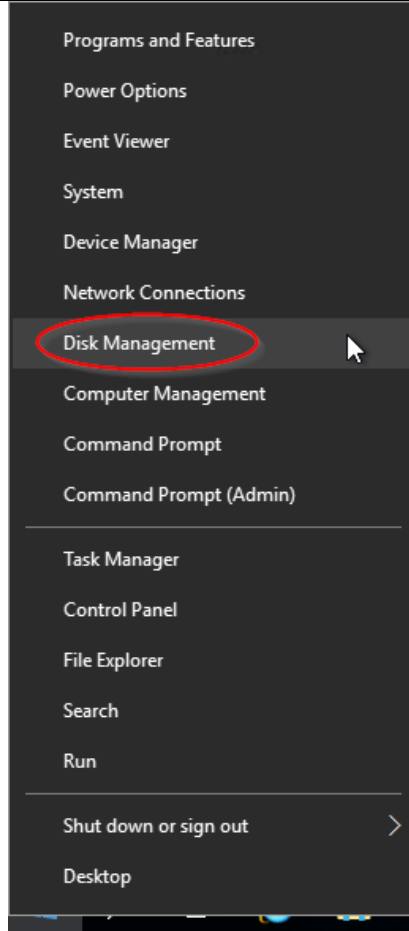 Programs and Features
Power Options
Event Viewer
System
Device Manager
Network Connections
Disk Management
Computer Management
Command Prompt
Command Prompt (Admin)
Task Manager
Control Panel
File Explorer
Search
Run
Shut down or sign out
Desktop